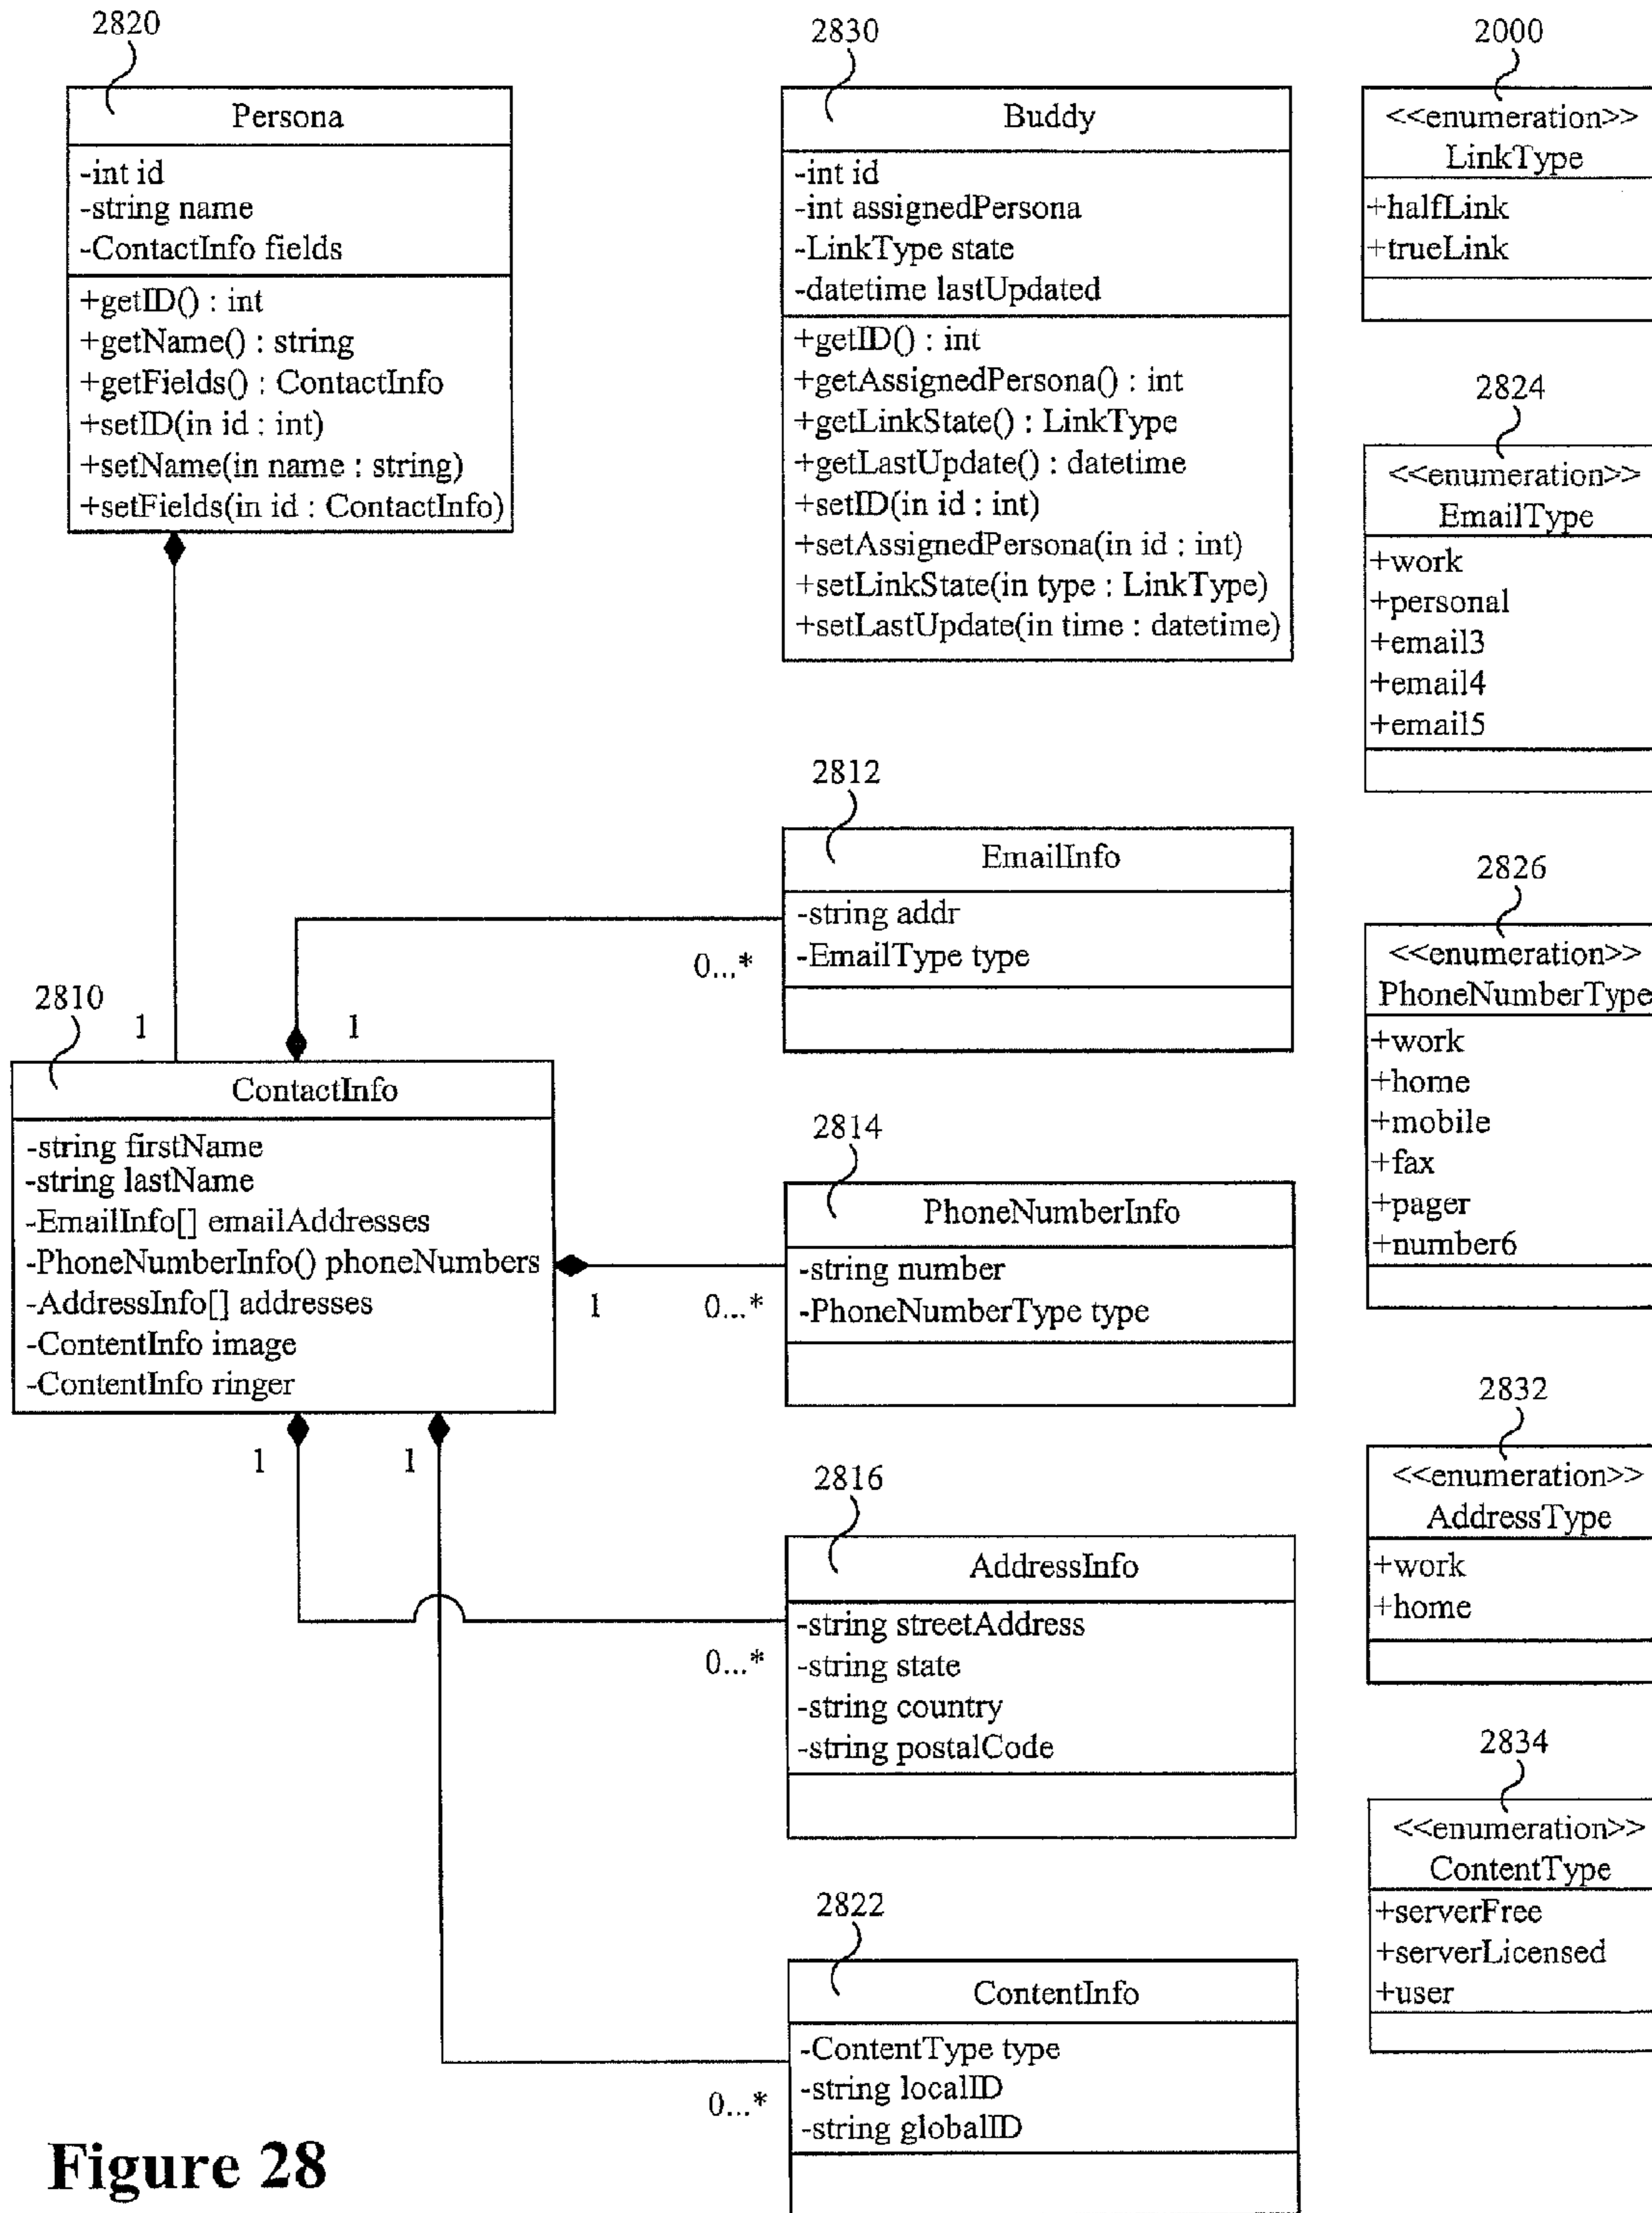 2820
Persona
-int id
-string name
-ContactInfo fields
+getID() : int
+getName() : string
+getFields() : ContactInfo
+setID(in id : int)
+setName(in name : string)
+setFields(in id : ContactInfo)
2830
Buddy
-int id
-int assignedPersona
-LinkType state
-datetime lastUpdated
+getID() : int
+getAssignedPersona() : int
+getLinkState() : LinkType
+getLastUpdate() : datetime
+setID(in id : int)
+setAssignedPersona(in id : int)
+setLinkState(in type : LinkType)
+setLastUpdate(in time : datetime)
2000
<<enumeration>>
LinkType
+halfLink
+trueLink
2824
<<enumeration>>
EmailType
+work
+personal
+email3
+email4
+email5
2812
EmailInfo
-string addr
-EmailType type
0...*
2826
<<enumeration>>
PhoneNumberType
+work
+home
+mobile
+fax
+pager
+number6
2810
1
1
ContactInfo
-string firstName
-string lastName
-EmailInfo[] emailAddresses
-PhoneNumberInfo() phoneNumbers
-AddressInfo[] addresses
-ContentInfo image
-ContentInfo ringer
1
0...*
1
1
2814
PhoneNumberInfo
-string number
-PhoneNumberType type
2832
<<enumeration>>
AddressType
+work
+home
2816
AddressInfo
-string streetAddress
-string state
-string country
-string postalCode
0...*
2834
<<enumeration>>
ContentType
+serverFree
+serverLicensed
+user
2822
ContentInfo
-ContentType type
-string localID
-string globalID
0...*
Figure 28